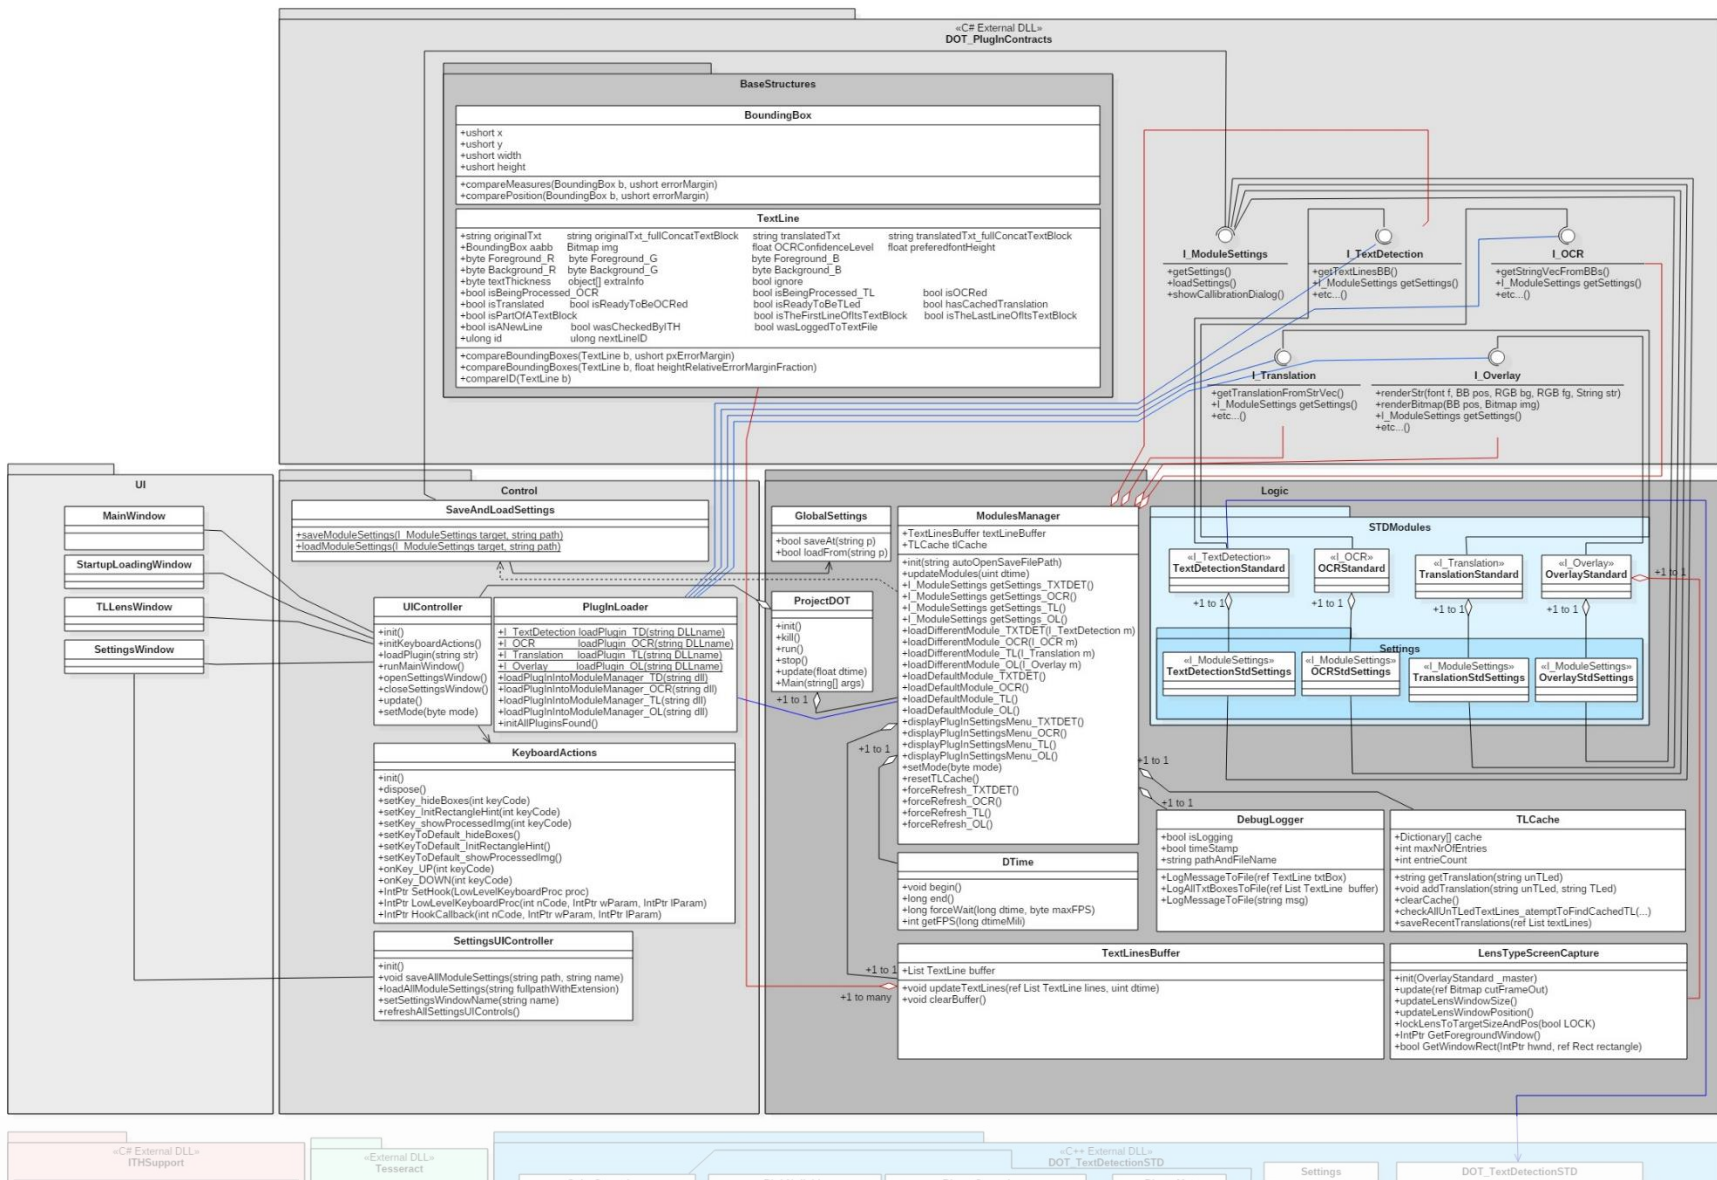 «C# External DLL»
DOT_PlugInContracts
BaseStructures
BoundingBox
+ushort x
+ushort y
+ushort width
+ushort height
+compareMeasures(BoundingBox b, ushort errorMargin)
+comparePosition(BoundingBox b, ushort errorMargin)
TextLine
+string originalTxt string originalTxt_fullConcatTextBlock string translatedTxt string translatedTxt_fullConcatTextBlock
+BoundingBox aabb Bitmap img float OCRConfidenceLevel float preferedfontHeight
+byte Foreground_R byte Foreground_G byte Foreground_B
+byte Background_R byte Background_G byte Background_B
+byte textThickness object[] extraInfo bool ignore
+bool isBeingProcessed_OCR bool isBeingProcessed_TL bool isOCRed
+bool isTranslated bool isReadyToBeOCRed bool isReadyToBeTLed bool hasCachedTranslation
+bool isPartOfATextBlock bool isTheFirstLineOfItsTextBlock bool isTheLastLineOfItsTextBlock
+bool isANewLine bool wasCheckedByITH bool wasLoggedToTextFile
+ulong id ulong nextLineID
+compareBoundingBoxes(TextLine b, ushort pxErrorMargin)
+compareBoundingBoxes(TextLine b, float heightRelativeErrorMarginFraction)
+compareID(TextLine b)
I_ModuleSettings
+getSettings()
+loadSettings()
+showCallibrationDialog()
I_TextDetection
+getTextLinesBB()
+I_ModuleSettings getSettings()
+etc...()
I_OCR
+getStringVecFromBBs()
+I_ModuleSettings getSettings()
+etc...()
I_Translation
+getTranslationFromStrVec()
+I_ModuleSettings getSettings()
+etc...()
I_Overlay
+renderStr(font f, BB pos, RGB bg, RGB fg, String str)
+renderBitmap(BB pos, Bitmap img)
+I_ModuleSettings getSettings()
+etc...()
UI
MainWindow
StartupLoadingWindow
TLLensWindow
SettingsWindow
Control
SaveAndLoadSettings
+saveModuleSettings(I_ModuleSettings target, string path)
+loadModuleSettings(I_ModuleSettings target, string path)
UIController
+init()
+initKeyboardActions()
+loadPlugin(string str)
+runMainWindow()
+openSettingsWindow()
+closeSettingsWindow()
+update()
+setMode(byte mode)
PlugInLoader
+I_TextDetection loadPlugin_TD(string DLLname)
+I_OCR loadPlugin_OCR(string DLLname)
+I_Translation loadPlugin_TL(string DLLname)
+I_Overlay loadPlugin_OL(string DLLname)
+loadPlugInIntoModuleManager_TD(string dll)
+loadPlugInIntoModuleManager_OCR(string dll)
+loadPlugInIntoModuleManager_TL(string dll)
+loadPlugInIntoModuleManager_OL(string dll)
+initAllPluginsFound()
KeyboardActions
+init()
+dispose()
+setKey_hideBoxes(int keyCode)
+setKey_InitRectangleHint(int keyCode)
+setKey_showProcessedImg(int keyCode)
+setKeyToDefault_hideBoxes()
+setKeyToDefault_InitRectangleHint()
+setKeyToDefault_showProcessedImg()
+onKey_UP(int keyCode)
+onKey_DOWN(int keyCode)
+IntPtr SetHook(LowLevelKeyboardProc proc)
+IntPtr LowLevelKeyboardProc(int nCode, IntPtr wParam, IntPtr lParam)
+IntPtr HookCallback(int nCode, IntPtr wParam, IntPtr lParam)
SettingsUIController
+init()
+void saveAllModuleSettings(string path, string name)
+loadAllModuleSettings(string fullpathWithExtension)
+setSettingsWindowName(string name)
+refreshAllSettingsUIControls()
Logic
GlobalSettings
+bool saveAt(string p)
+bool loadFrom(string p)
ProjectDOT
+init()
+kill()
+run()
+stop()
+update(float dtime)
+Main(string[] args)
+1 to 1
ModulesManager
+TextLinesBuffer textLineBuffer
+TLCache tlCache
+init(string autoOpenSaveFilePath)
+updateModules(uint dtime)
+I_ModuleSettings getSettings_TXTDET()
+I_ModuleSettings getSettings_OCR()
+I_ModuleSettings getSettings_TL()
+I_ModuleSettings getSettings_OL()
+loadDifferentModule_TXTDET(I_TextDetection m)
+loadDifferentModule_OCR(I_OCR m)
+loadDifferentModule_TL(I_Translation m)
+loadDifferentModule_OL(I_Overlay m)
+loadDefaultModule_TXTDET()
+loadDefaultModule_OCR()
+loadDefaultModule_TL()
+loadDefaultModule_OL()
+displayPlugInSettingsMenu_TXTDET()
+displayPlugInSettingsMenu_OCR()
+displayPlugInSettingsMenu_TL()
+displayPlugInSettingsMenu_OL()
+setMode(byte mode)
+resetTLCache()
+forceRefresh_TXTDET()
+forceRefresh_OCR()
+forceRefresh_TL()
+forceRefresh_OL()
+1 to 1
+1 to 1
+1 to 1
STDModules
«I_TextDetection»
TextDetectionStandard
«I_OCR»
OCRStandard
«I_Translation»
TranslationStandard
«I_Overlay»
OverlayStandard
+1 to 1
+1 to 1
+1 to 1
+1 to 1
+1 to 1
Settings
«I_ModuleSettings»
TextDetectionStdSettings
«I_ModuleSettings»
OCRStdSettings
«I_ModuleSettings»
TranslationStdSettings
«I_ModuleSettings»
OverlayStdSettings
DTime
+void begin()
+long end()
+long forceWait(long dtime, byte maxFPS)
+int getFPS(long dtimeMili)
DebugLogger
+bool isLogging
+bool timeStamp
+string pathAndFileName
+LogMessageToFile(ref TextLine txtBox)
+LogAllTxtBoxesToFile(ref List TextLine buffer)
+LogMessageToFile(string msg)
TLCache
+Dictionary[] cache
+int maxNrOfEntries
+int entrieCount
+string getTranslation(string unTLed)
+void addTranslation(string unTLed, string TLed)
+clearCache()
+checkAllUnTLedTextLines_atemptToFindCachedTL(...)
+saveRecentTranslations(ref List textLines)
TextLinesBuffer
+List TextLine buffer
+void updateTextLines(ref List TextLine lines, uint dtime)
+void clearBuffer()
+1 to 1
+1 to many
LensTypeScreenCapture
+init(OverlayStandard _master)
+update(ref Bitmap cutFrameOut)
+updateLensWindowSize()
+updateLensWindowPosition()
+lockLensToTargetSizeAndPos(bool LOCK)
+IntPtr GetForegroundWindow()
+bool GetWindowRect(IntPtr hwnd, ref Rect rectangle)
«C# External DLL»
ITHSupport
«External DLL»
Tesseract
«C++ External DLL»
DOT_TextDetectionSTD
Settings
DOT_TextDetectionSTD